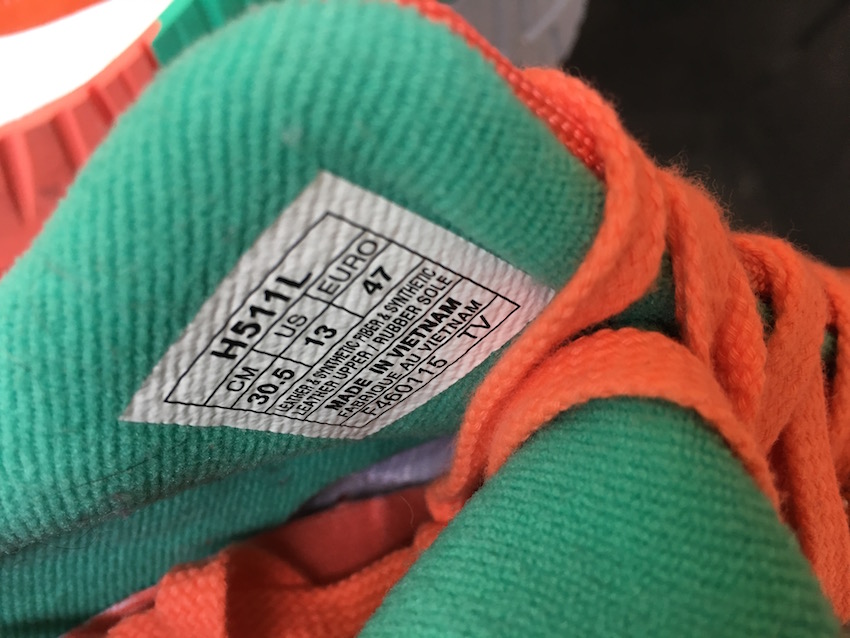 H511L
CM US EURO
30.5 13 47
LEATHER & SYNTHETIC FIBER & SYNTHETIC
LEATHER UPPER / RUBBER SOLE
MADE IN VIETNAM
FABRIQUE AU VIETNAM
FX60115 TV